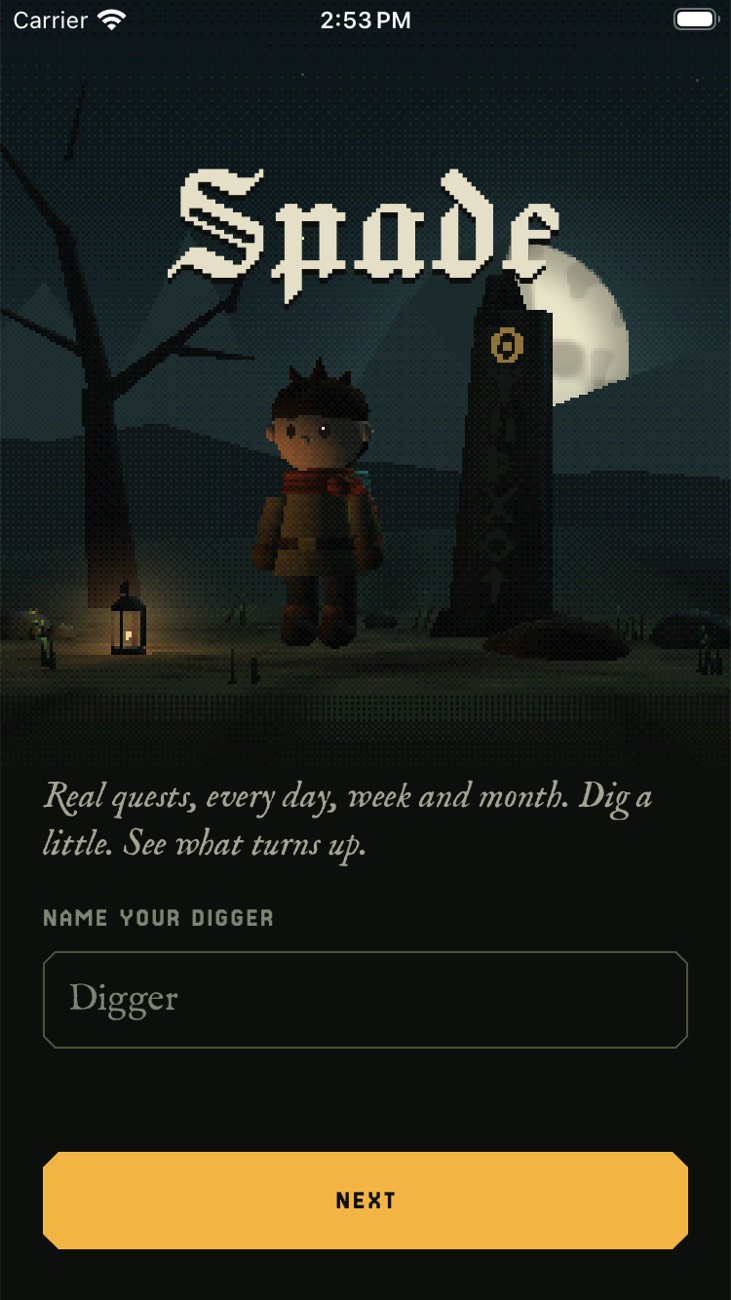 Carrier 2:53 PM
Spade
Real quests, every day, week and month. Dig a
little. See what turns up.
NAME YOUR DIGGER
Digger
NEXT